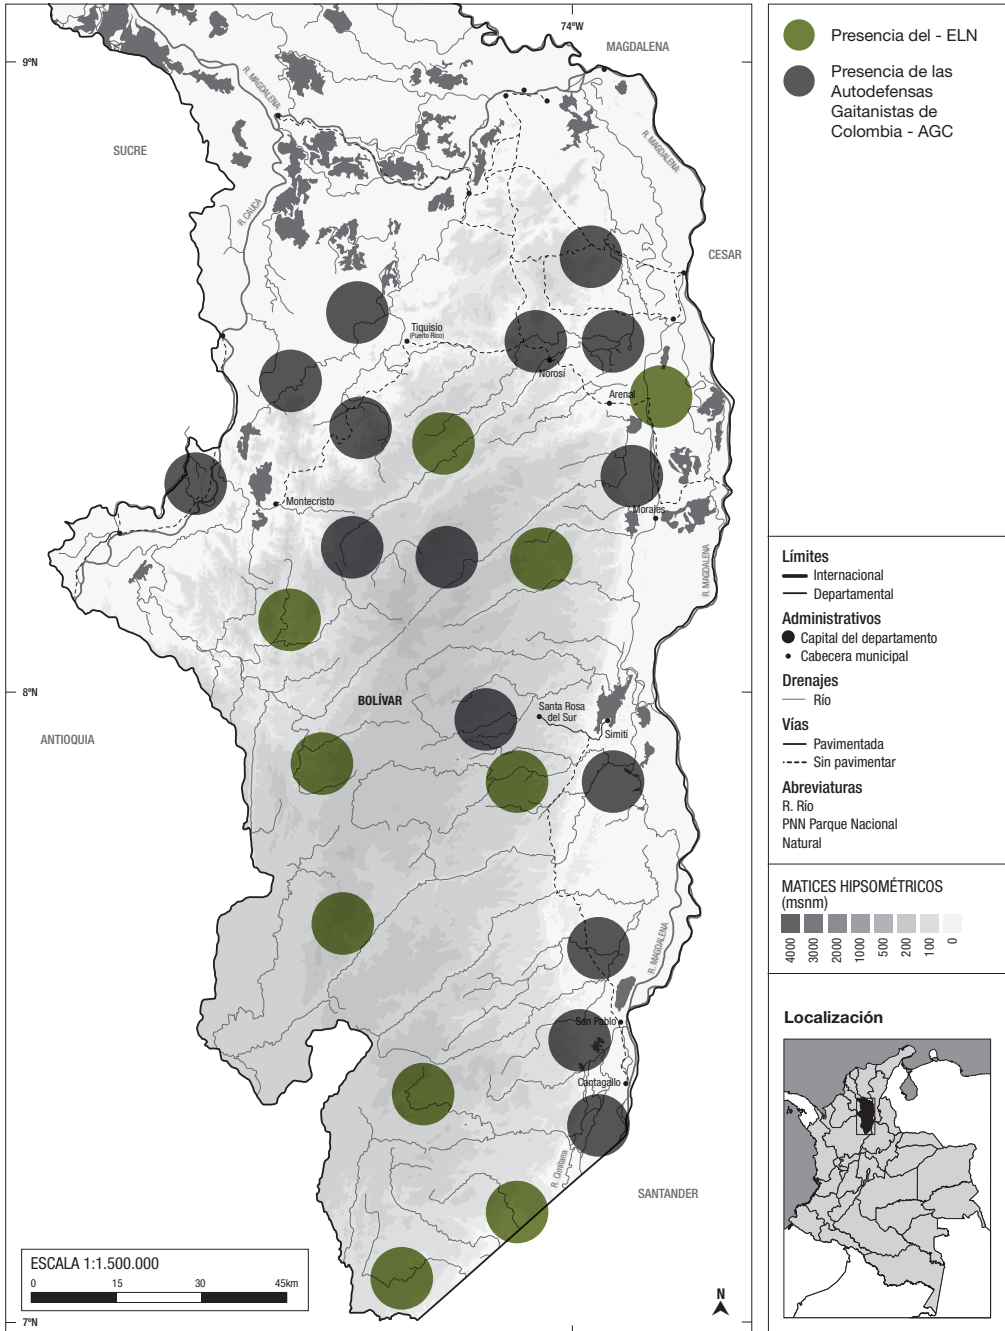 74°W
9°N
MAGDALENA
R. MAGDALENA
SUCRE
R. CAUCA
R. MAGDALENA
CESAR
Tiquisio
(Puerto Rico)
Norosí
Arenal
Montecristo
Morales
R. MAGDALENA
8°N
BOLÍVAR
Santa Rosa
del Sur
Simití
ANTIOQUIA
R. MAGDALENA
San Pablo
Cantagallo
R. Cimitarra
SANTANDER
ESCALA 1:1.500.000
0 15 30 45km
N
7°N
Presencia del - ELN
Presencia de las
Autodefensas
Gaitanistas de
Colombia - AGC
Límites
Internacional
Departamental
Administrativos
Capital del departamento
Cabecera municipal
Drenajes
Río
Vías
Pavimentada
Sin pavimentar
Abreviaturas
R. Río
PNN Parque Nacional
Natural
MATICES HIPSOMÉTRICOS
(msnm)
4000 3000 2000 1000 500 200 100 0
Localización